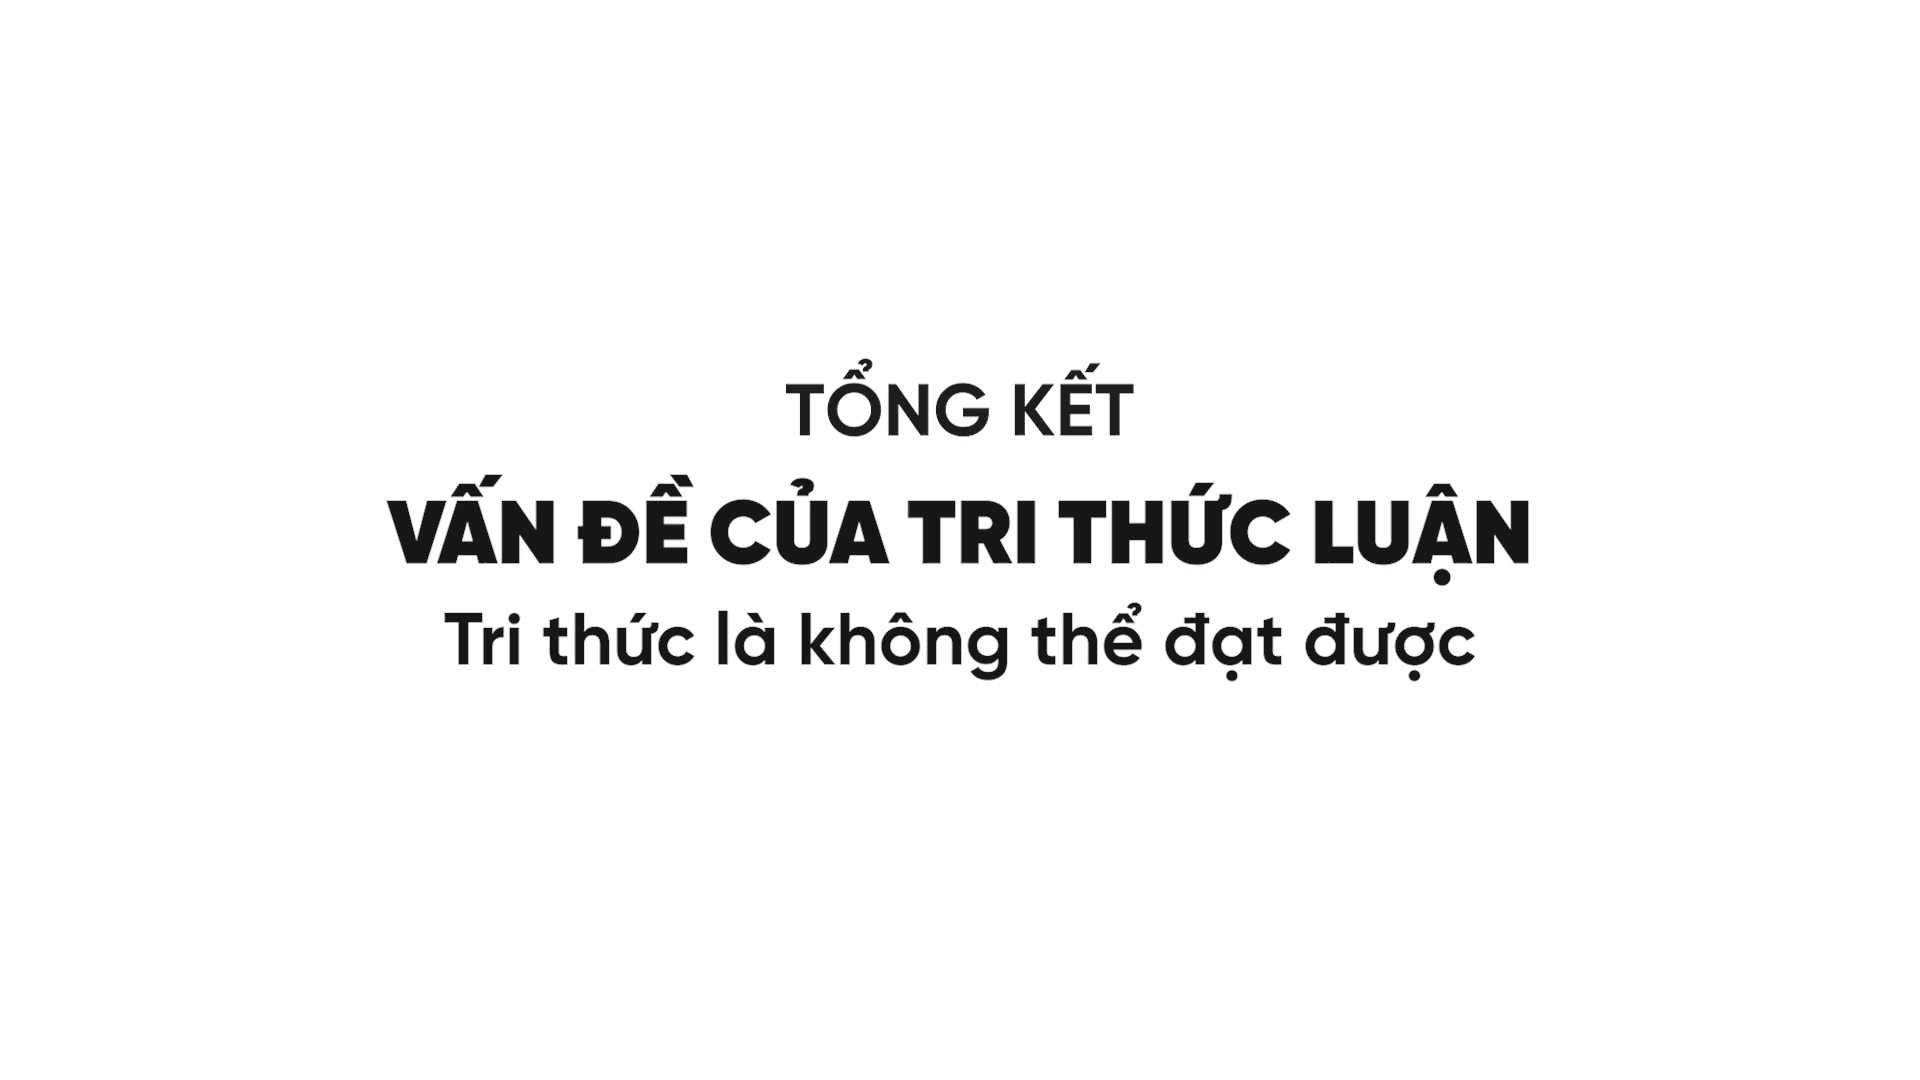 TỔNG KẾT
VẤN ĐỀ CỦA TRI THỨC LUẬN
Tri thức là không thể đạt được